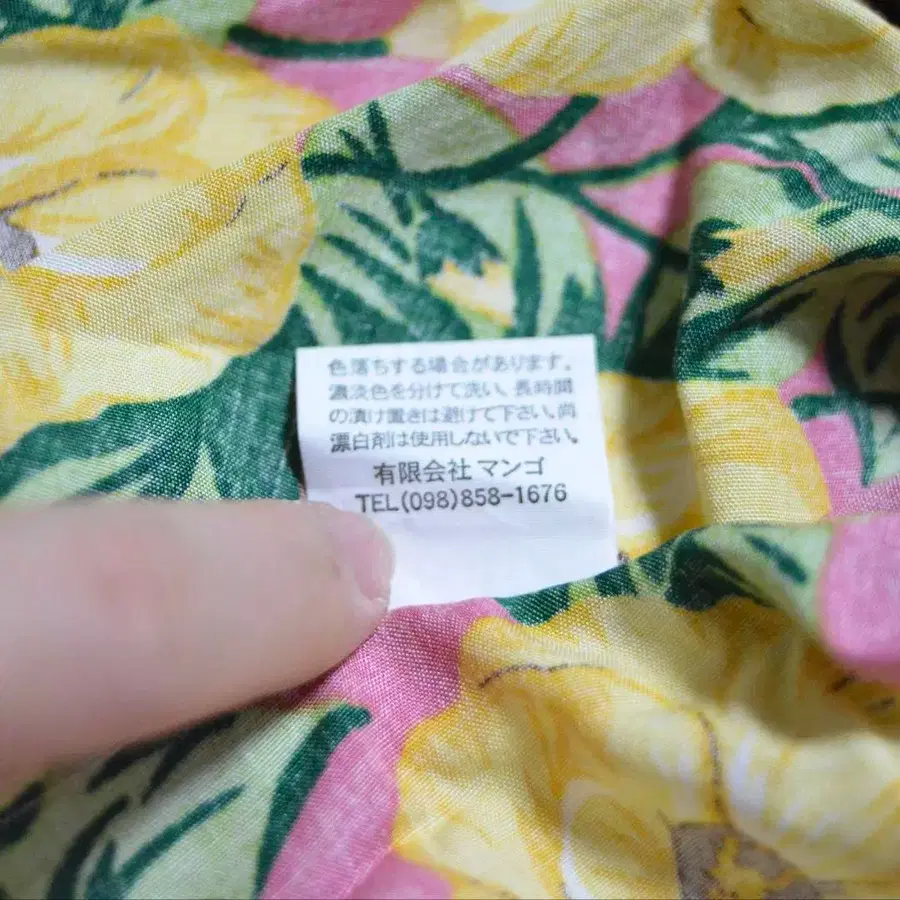 色落ちする場合があります。
濃淡色を分けて洗い、長時間
の漬け置きは避けて下さい。尚
漂白剤は使用しないで下さい。
有限会社 マンゴ
TEL(098)858-1676